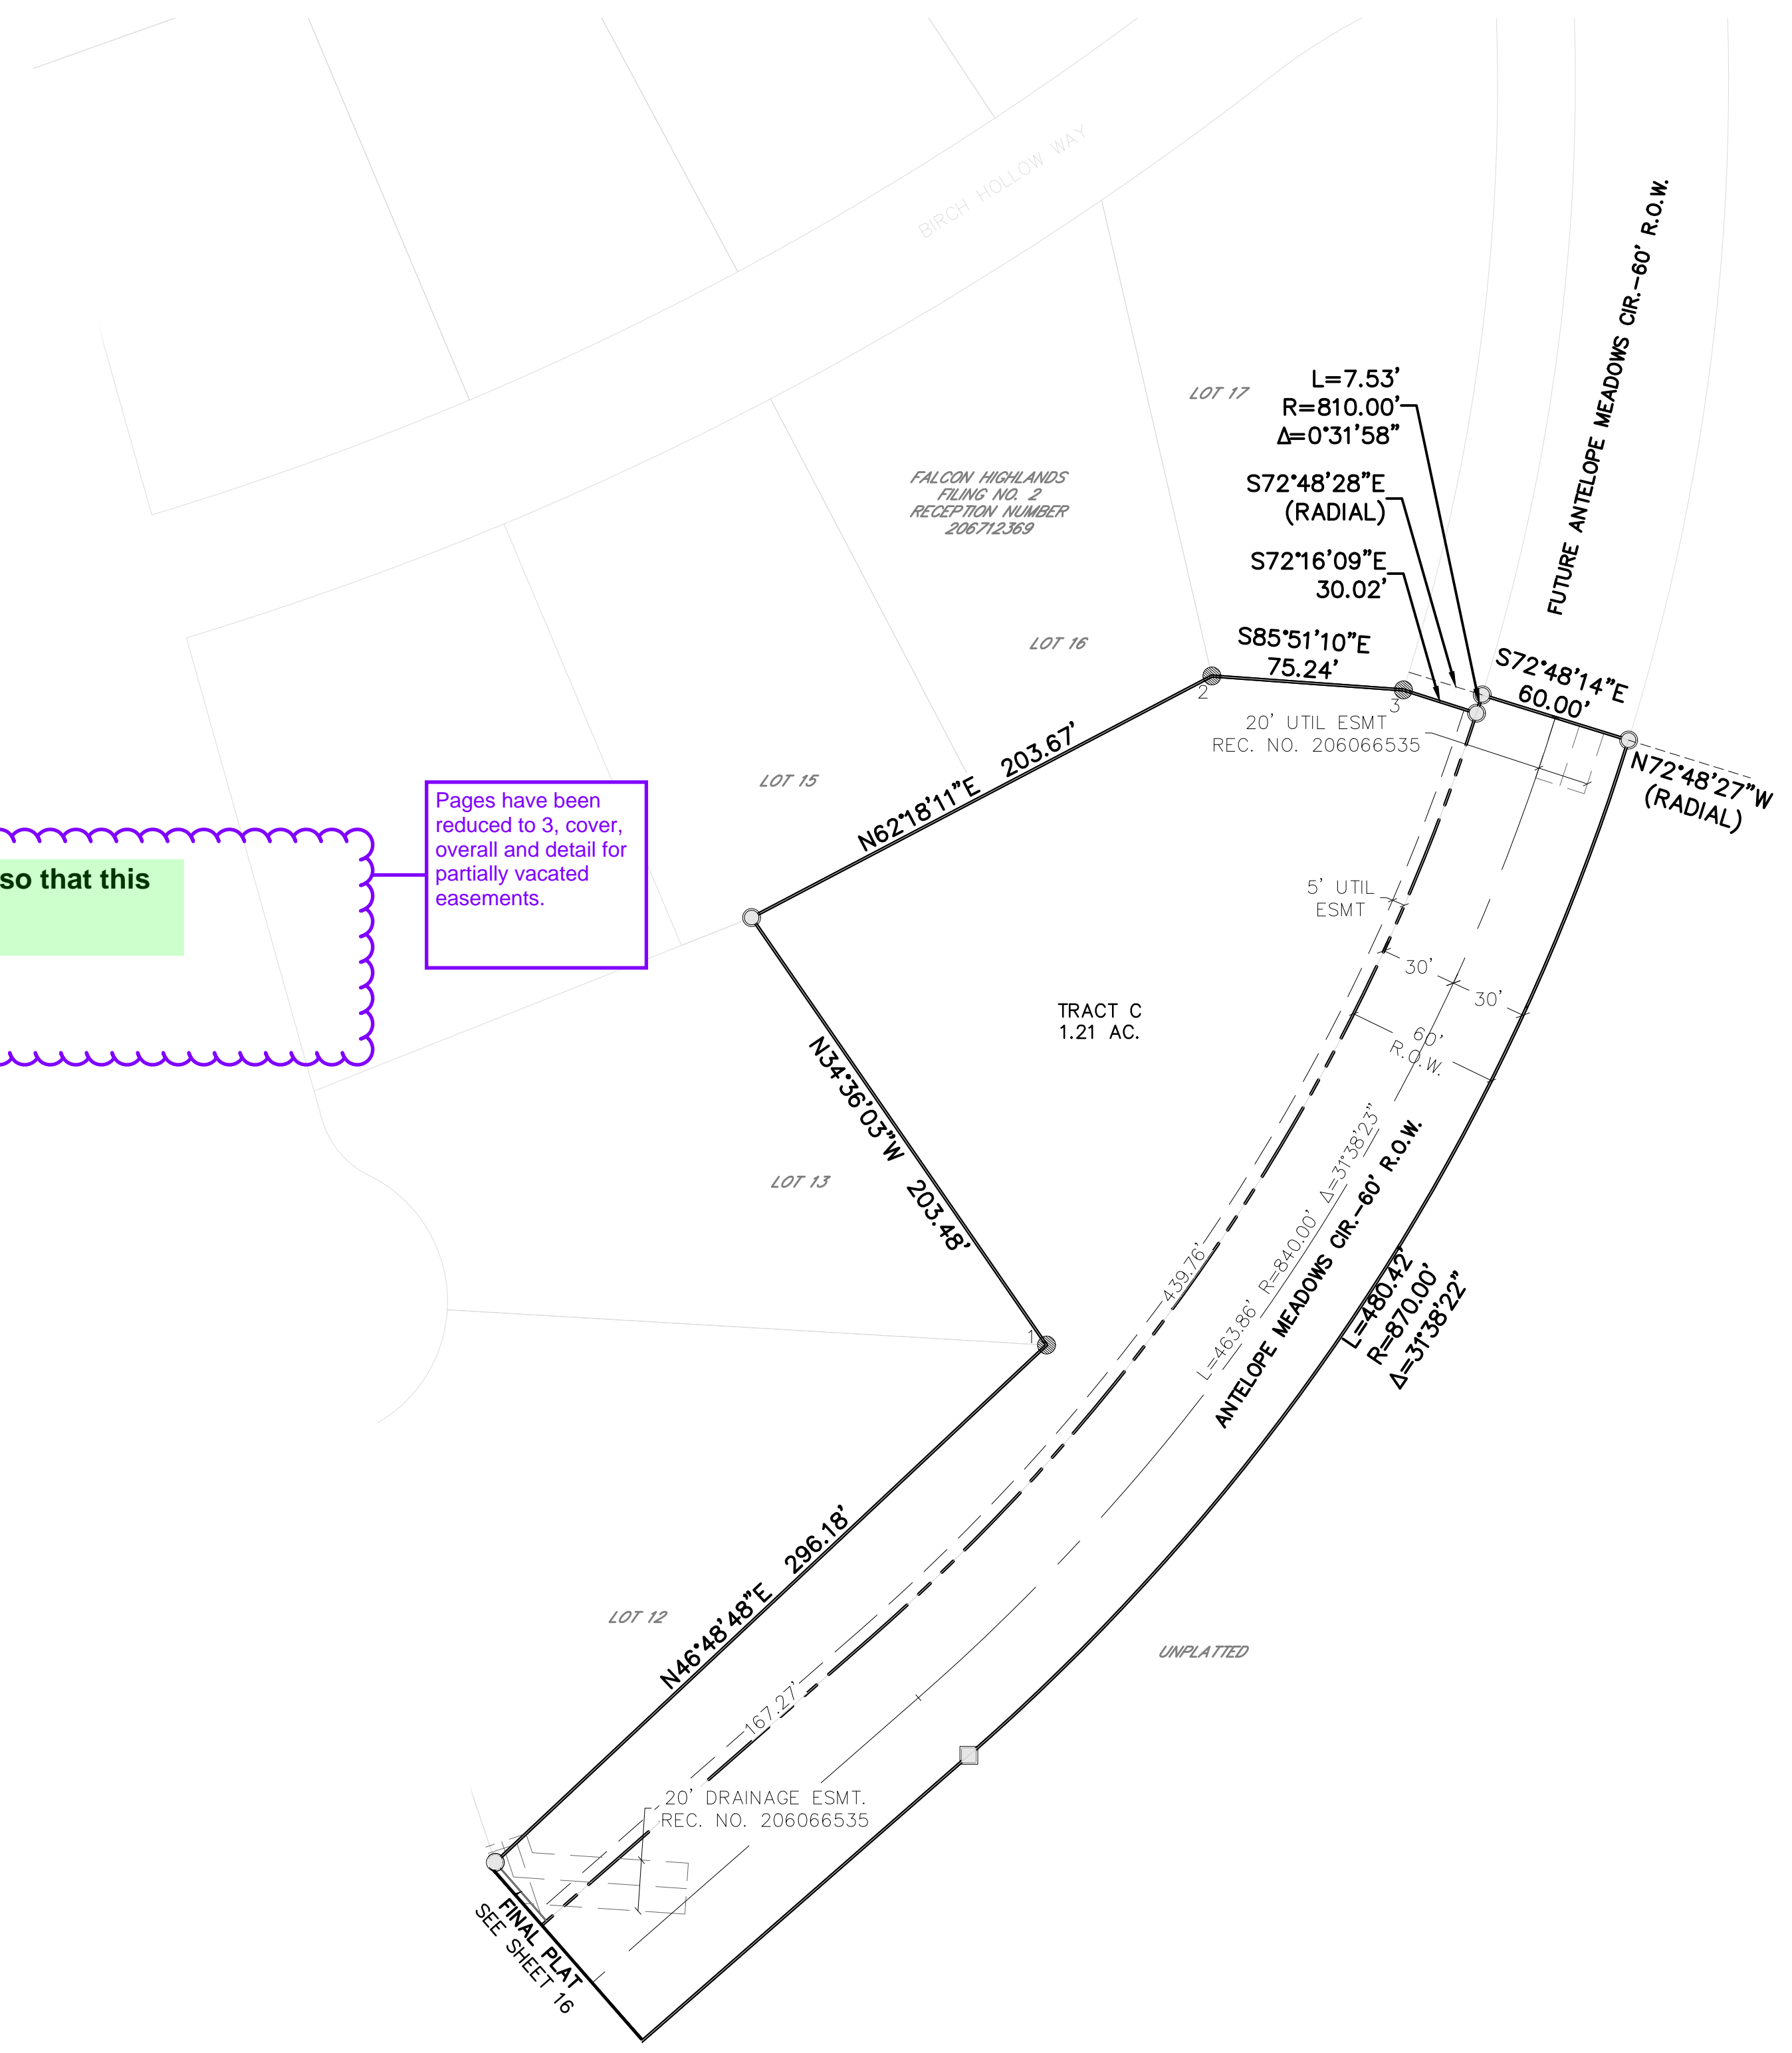 BIRCH HOLLOW WAY
FUTURE ANTELOPE MEADOWS CIR.–60' R.O.W.
LOT 17
L=7.53'
R=810.00'
Δ=0°31'58"
FALCON HIGHLANDS
FILING NO. 2
RECEPTION NUMBER
206712369
S72°48'28"E
(RADIAL)
S72°16'09"E
30.02'
LOT 16
S85°51'10"E
75.24'
S72°48'14"E
60.00'
2
3
20' UTIL ESMT
REC. NO. 206066535
N72°48'27"W
(RADIAL)
LOT 15
N62°18'11"E 203.67'
Pages have been
reduced to 3, cover,
overall and detail for
partially vacated
easements.
so that this
5' UTIL
ESMT
30'
30'
60'
R.O.W.
TRACT C
1.21 AC.
N34°36'03"W 203.48'
LOT 13
1
439.76'
L=463.86' R=840.00' Δ=31°38'23"
ANTELOPE MEADOWS CIR.–60' R.O.W.
L=480.42'
R=870.00'
Δ=31°38'22"
N46°48'48"E 296.18'
LOT 12
UNPLATTED
167.27'
20' DRAINAGE ESMT.
REC. NO. 206066535
FINAL PLAT
SEE SHEET 16